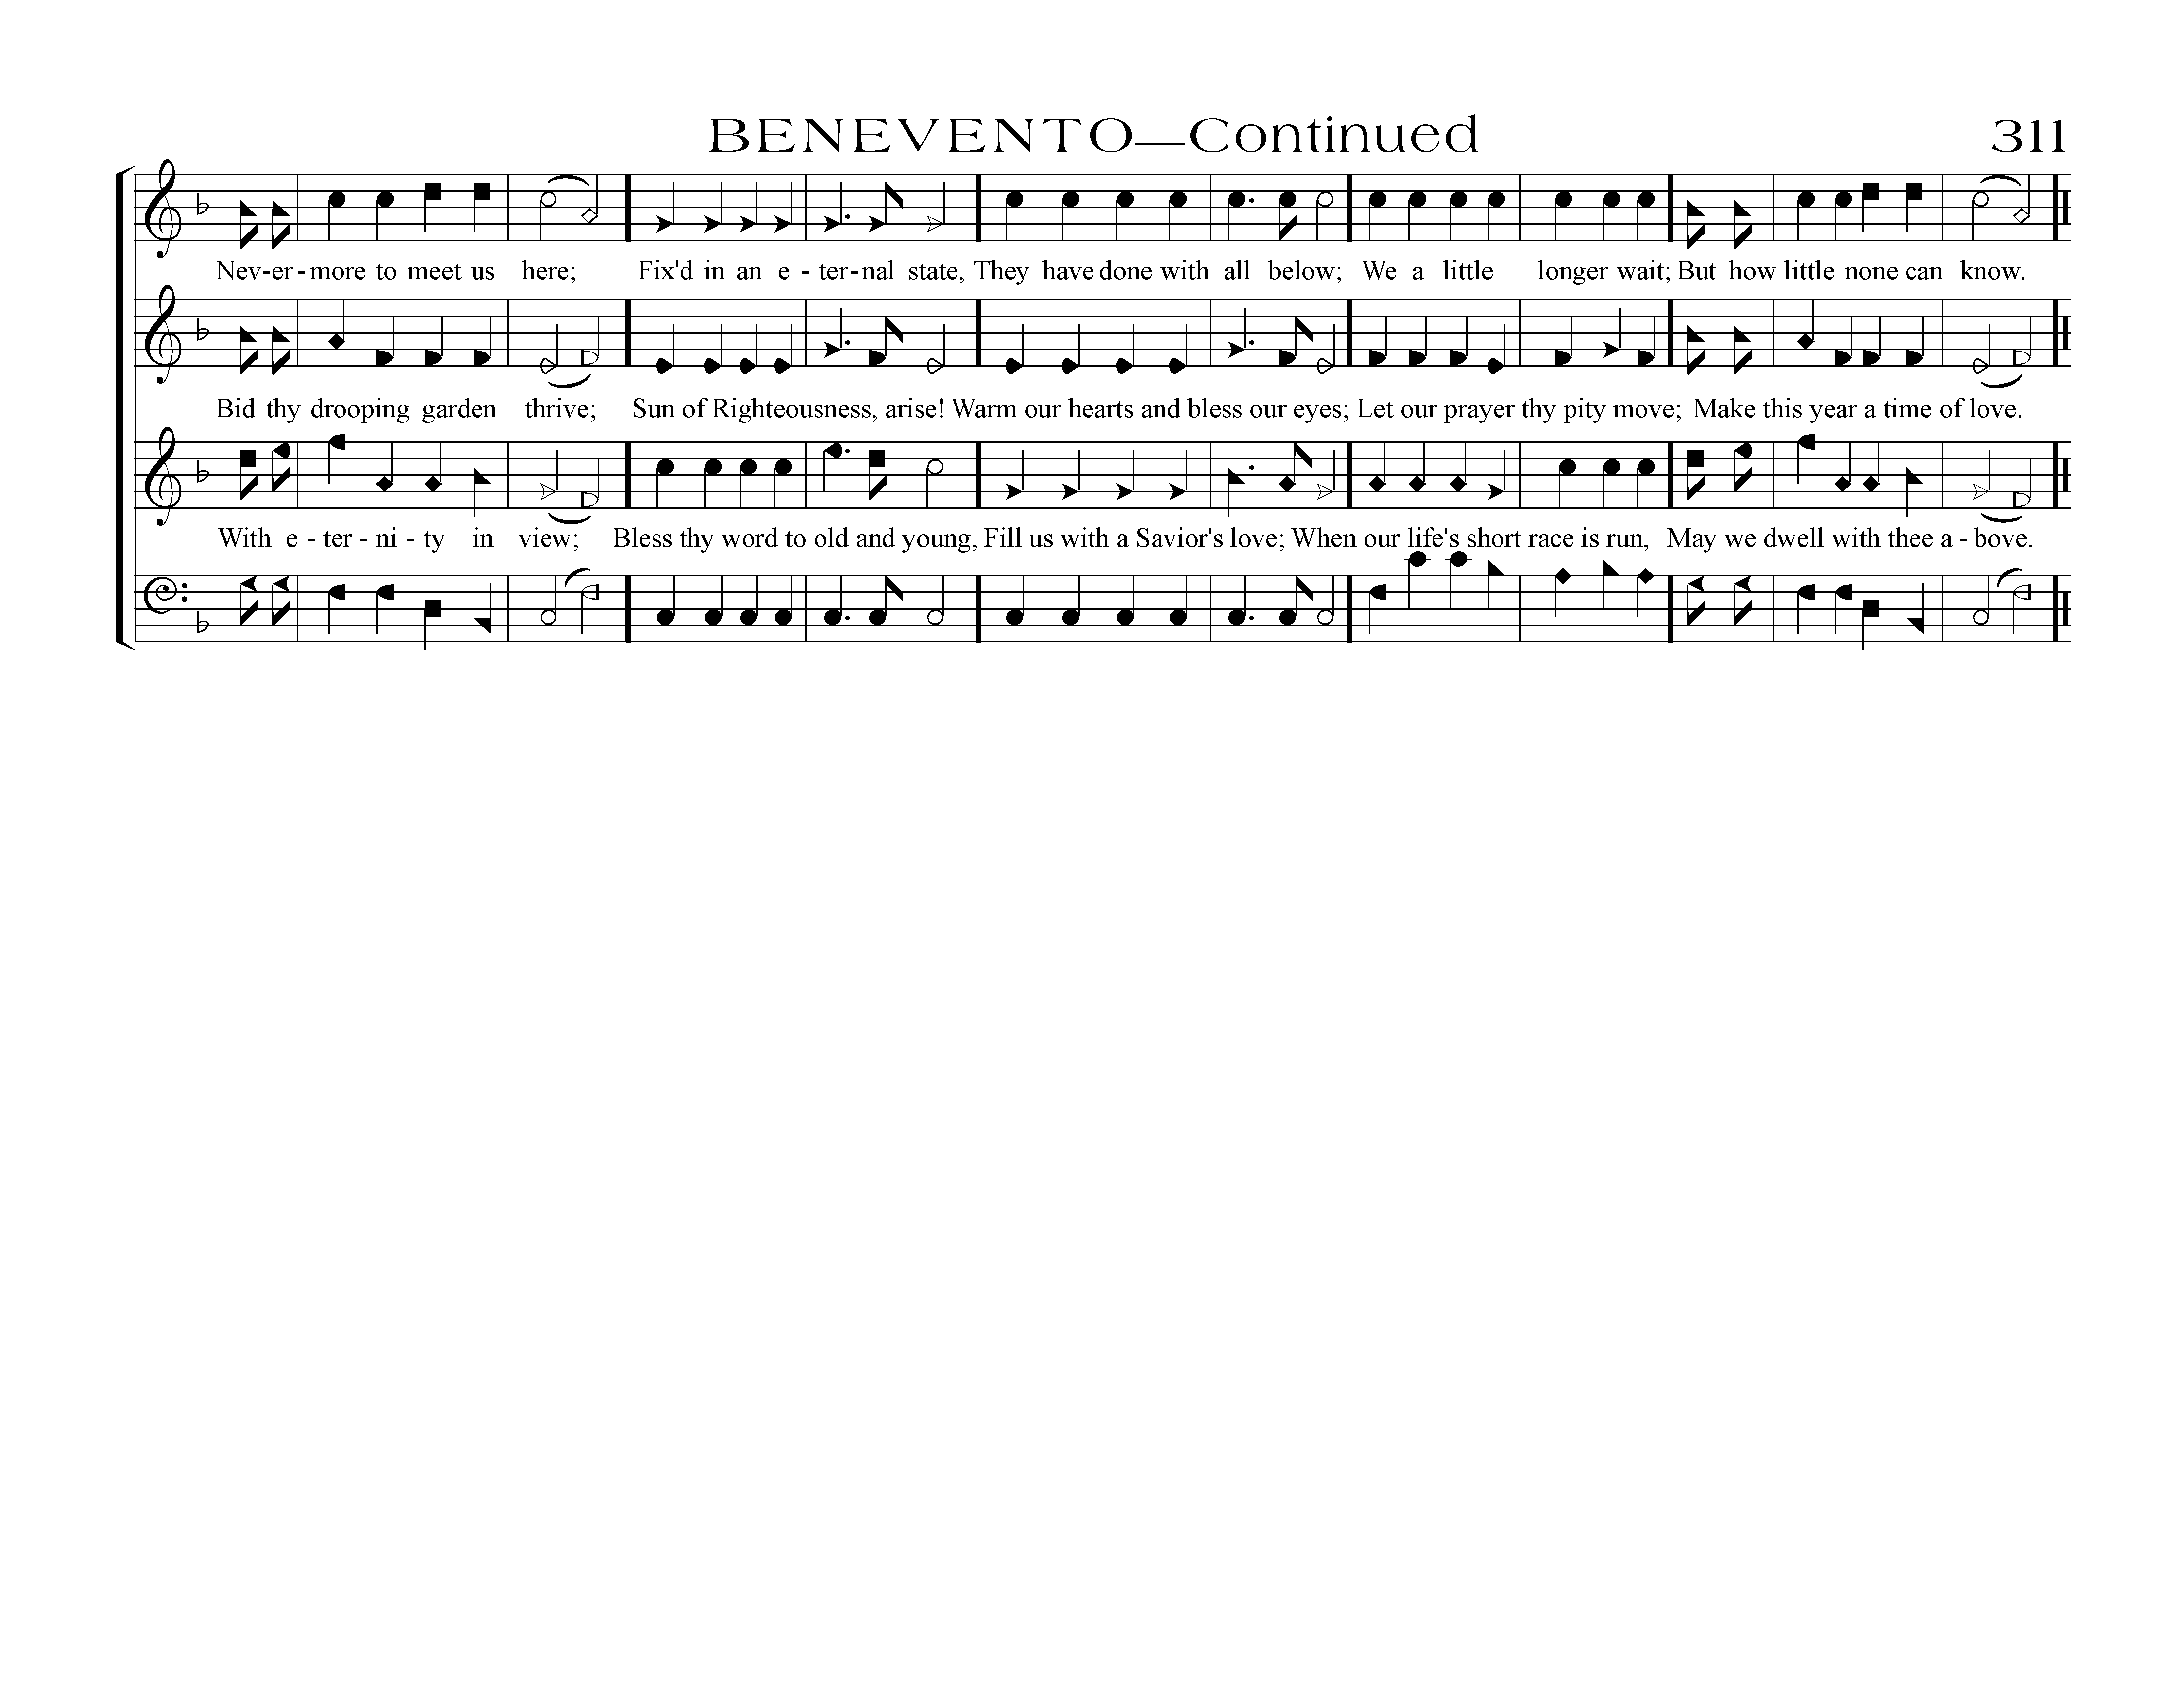 BENEVENTO—Continued 311
Nev-er-more to meet us here; Fix'd in an e - ter-nal state, They have done with all below; We a little longer wait; But how little none can know.
Bid thy drooping garden thrive; Sun of Righteousness, arise! Warm our hearts and bless our eyes; Let our prayer thy pity move; Make this year a time of love.
With e - ter - ni - ty in view; Bless thy word to old and young, Fill us with a Savior's love; When our life's short race is run, May we dwell with thee a - bove.